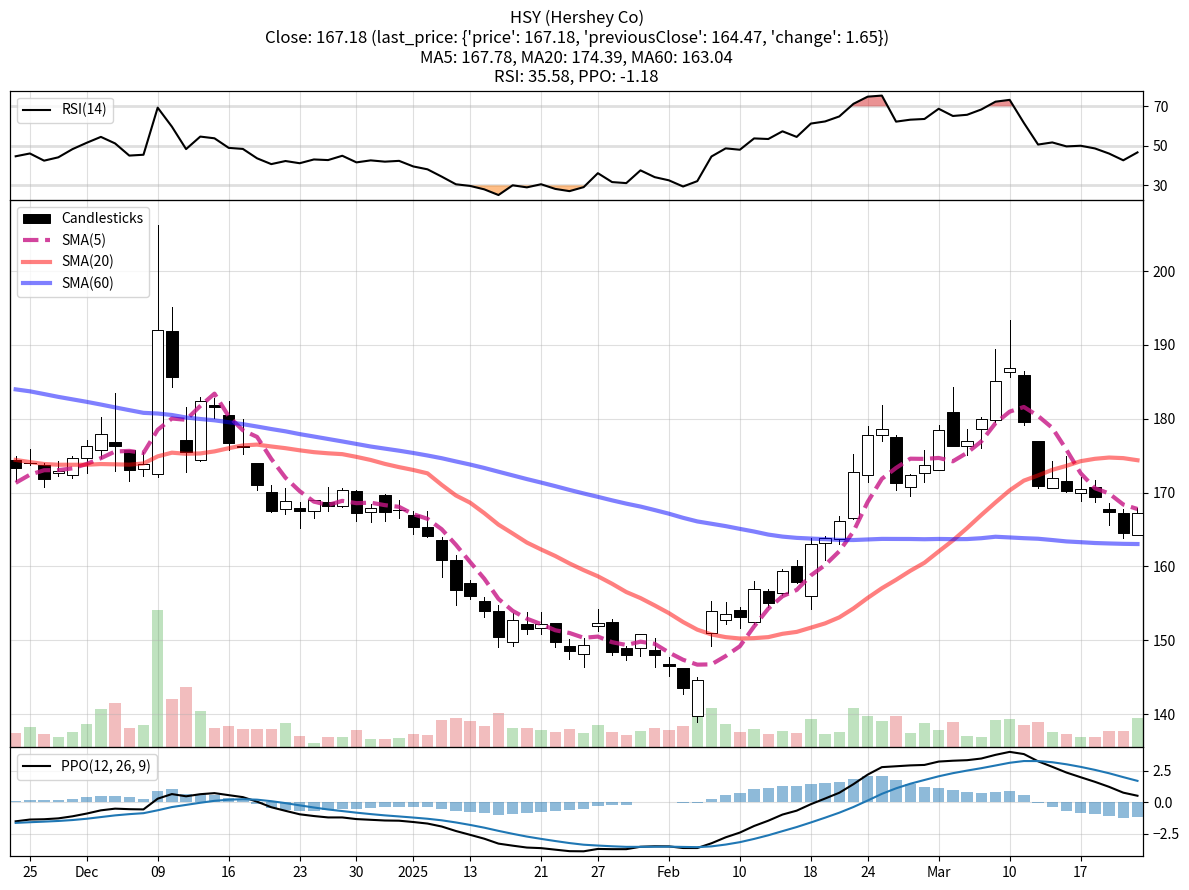 HSY (Hershey Co)
Close: 167.18 (last_price: {'price': 167.18, 'previousClose': 164.47, 'change': 1.65})
MA5: 167.78, MA20: 174.39, MA60: 163.04
RSI: 35.58, PPO: -1.18
RSI(14)
70
50
30
Candlesticks
SMA(5)
SMA(20)
SMA(60)
200
190
180
170
160
150
140
PPO(12, 26, 9)
2.5
0.0
−2.5
25 Dec 09 16 23 30 2025 13 21 27 Feb 10 18 24 Mar 10 17